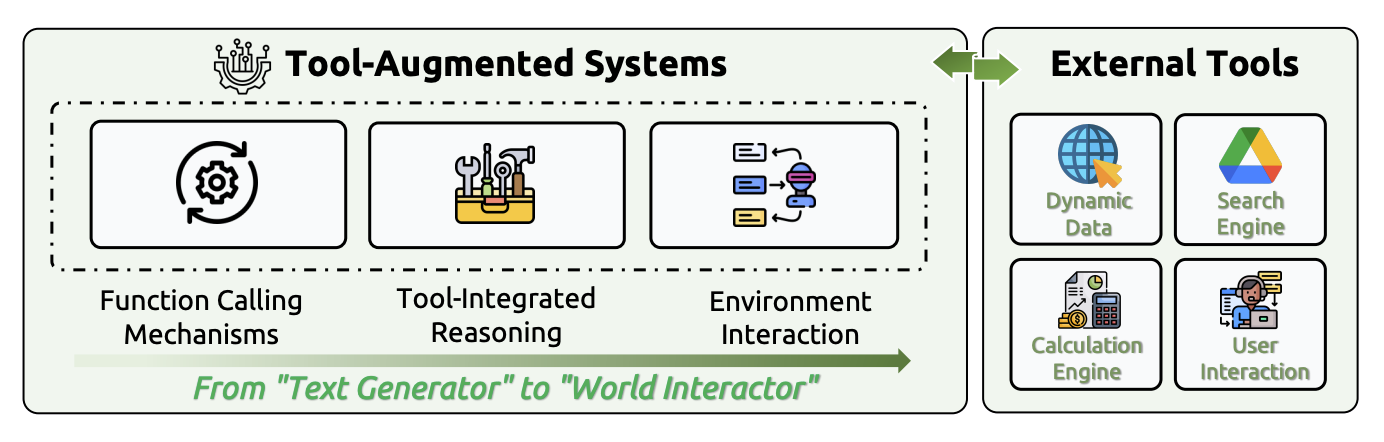 Tool-Augmented Systems
Function Calling
Mechanisms
Tool-Integrated
Reasoning
Environment
Interaction
From "Text Generator" to "World Interactor"
External Tools
Dynamic
Data
Search
Engine
Calculation
Engine
User
Interaction